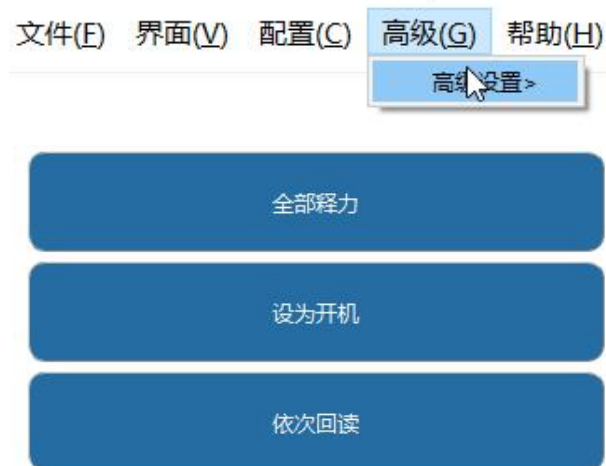 文件(F) 界面(V) 配置(C) 高级(G) 帮助(H)
高级设置>
全部释力
设为开机
依次回读